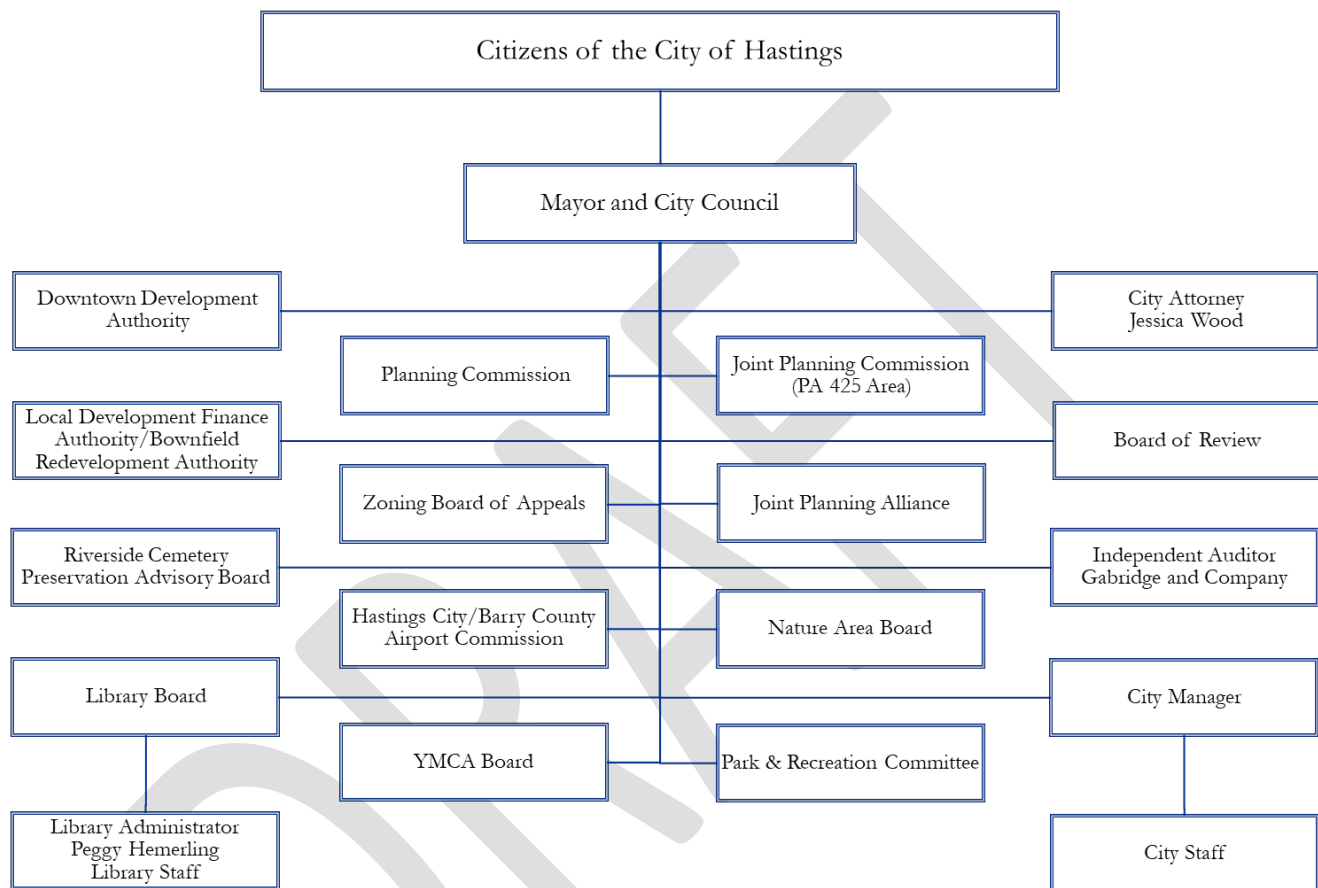 Citizens of the City of Hastings
Mayor and City Council
Downtown Development
Authority
City Attorney
Jessica Wood
Planning Commission
Joint Planning Commission
(PA 425 Area)
Local Development Finance
Authority/Bownfield
Redevelopment Authority
Board of Review
Zoning Board of Appeals
Joint Planning Alliance
Riverside Cemetery
Preservation Advisory Board
Independent Auditor
Gabridge and Company
Hastings City/Barry County
Airport Commission
Nature Area Board
Library Board
City Manager
YMCA Board
Park & Recreation Committee
Library Administrator
Peggy Hemerling
Library Staff
City Staff
DRAFT